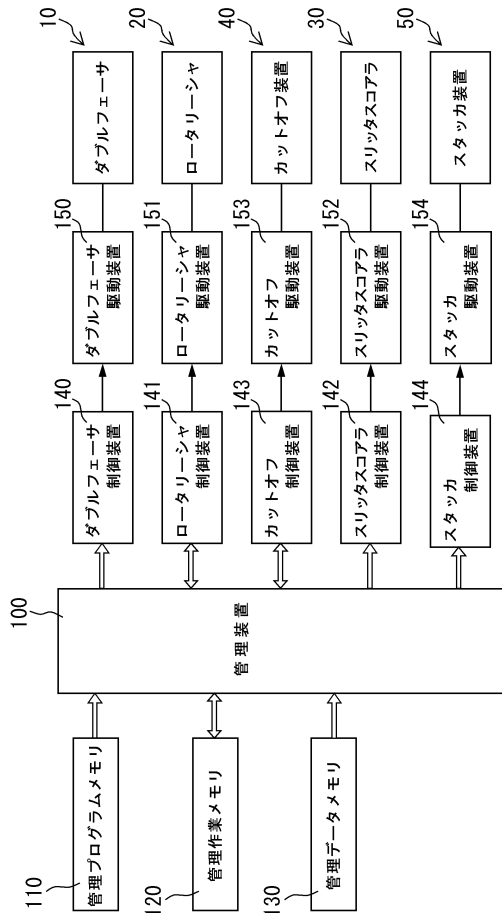 110
管理プログラムメモリ
120
管理作業メモリ
130
管理データメモリ
100
管理装置
140
ダブルフェーサ
制御装置
150
ダブルフェーサ
駆動装置
10
ダブルフェーサ
141
ロータリーシャ
制御装置
151
ロータリーシャ
駆動装置
20
ロータリーシャ
143
カットオフ
制御装置
153
カットオフ
駆動装置
40
カットオフ装置
142
スリッタスコアラ
制御装置
152
スリッタスコアラ
駆動装置
30
スリッタスコアラ
144
スタッカ
制御装置
154
スタッカ
駆動装置
50
スタッカ装置